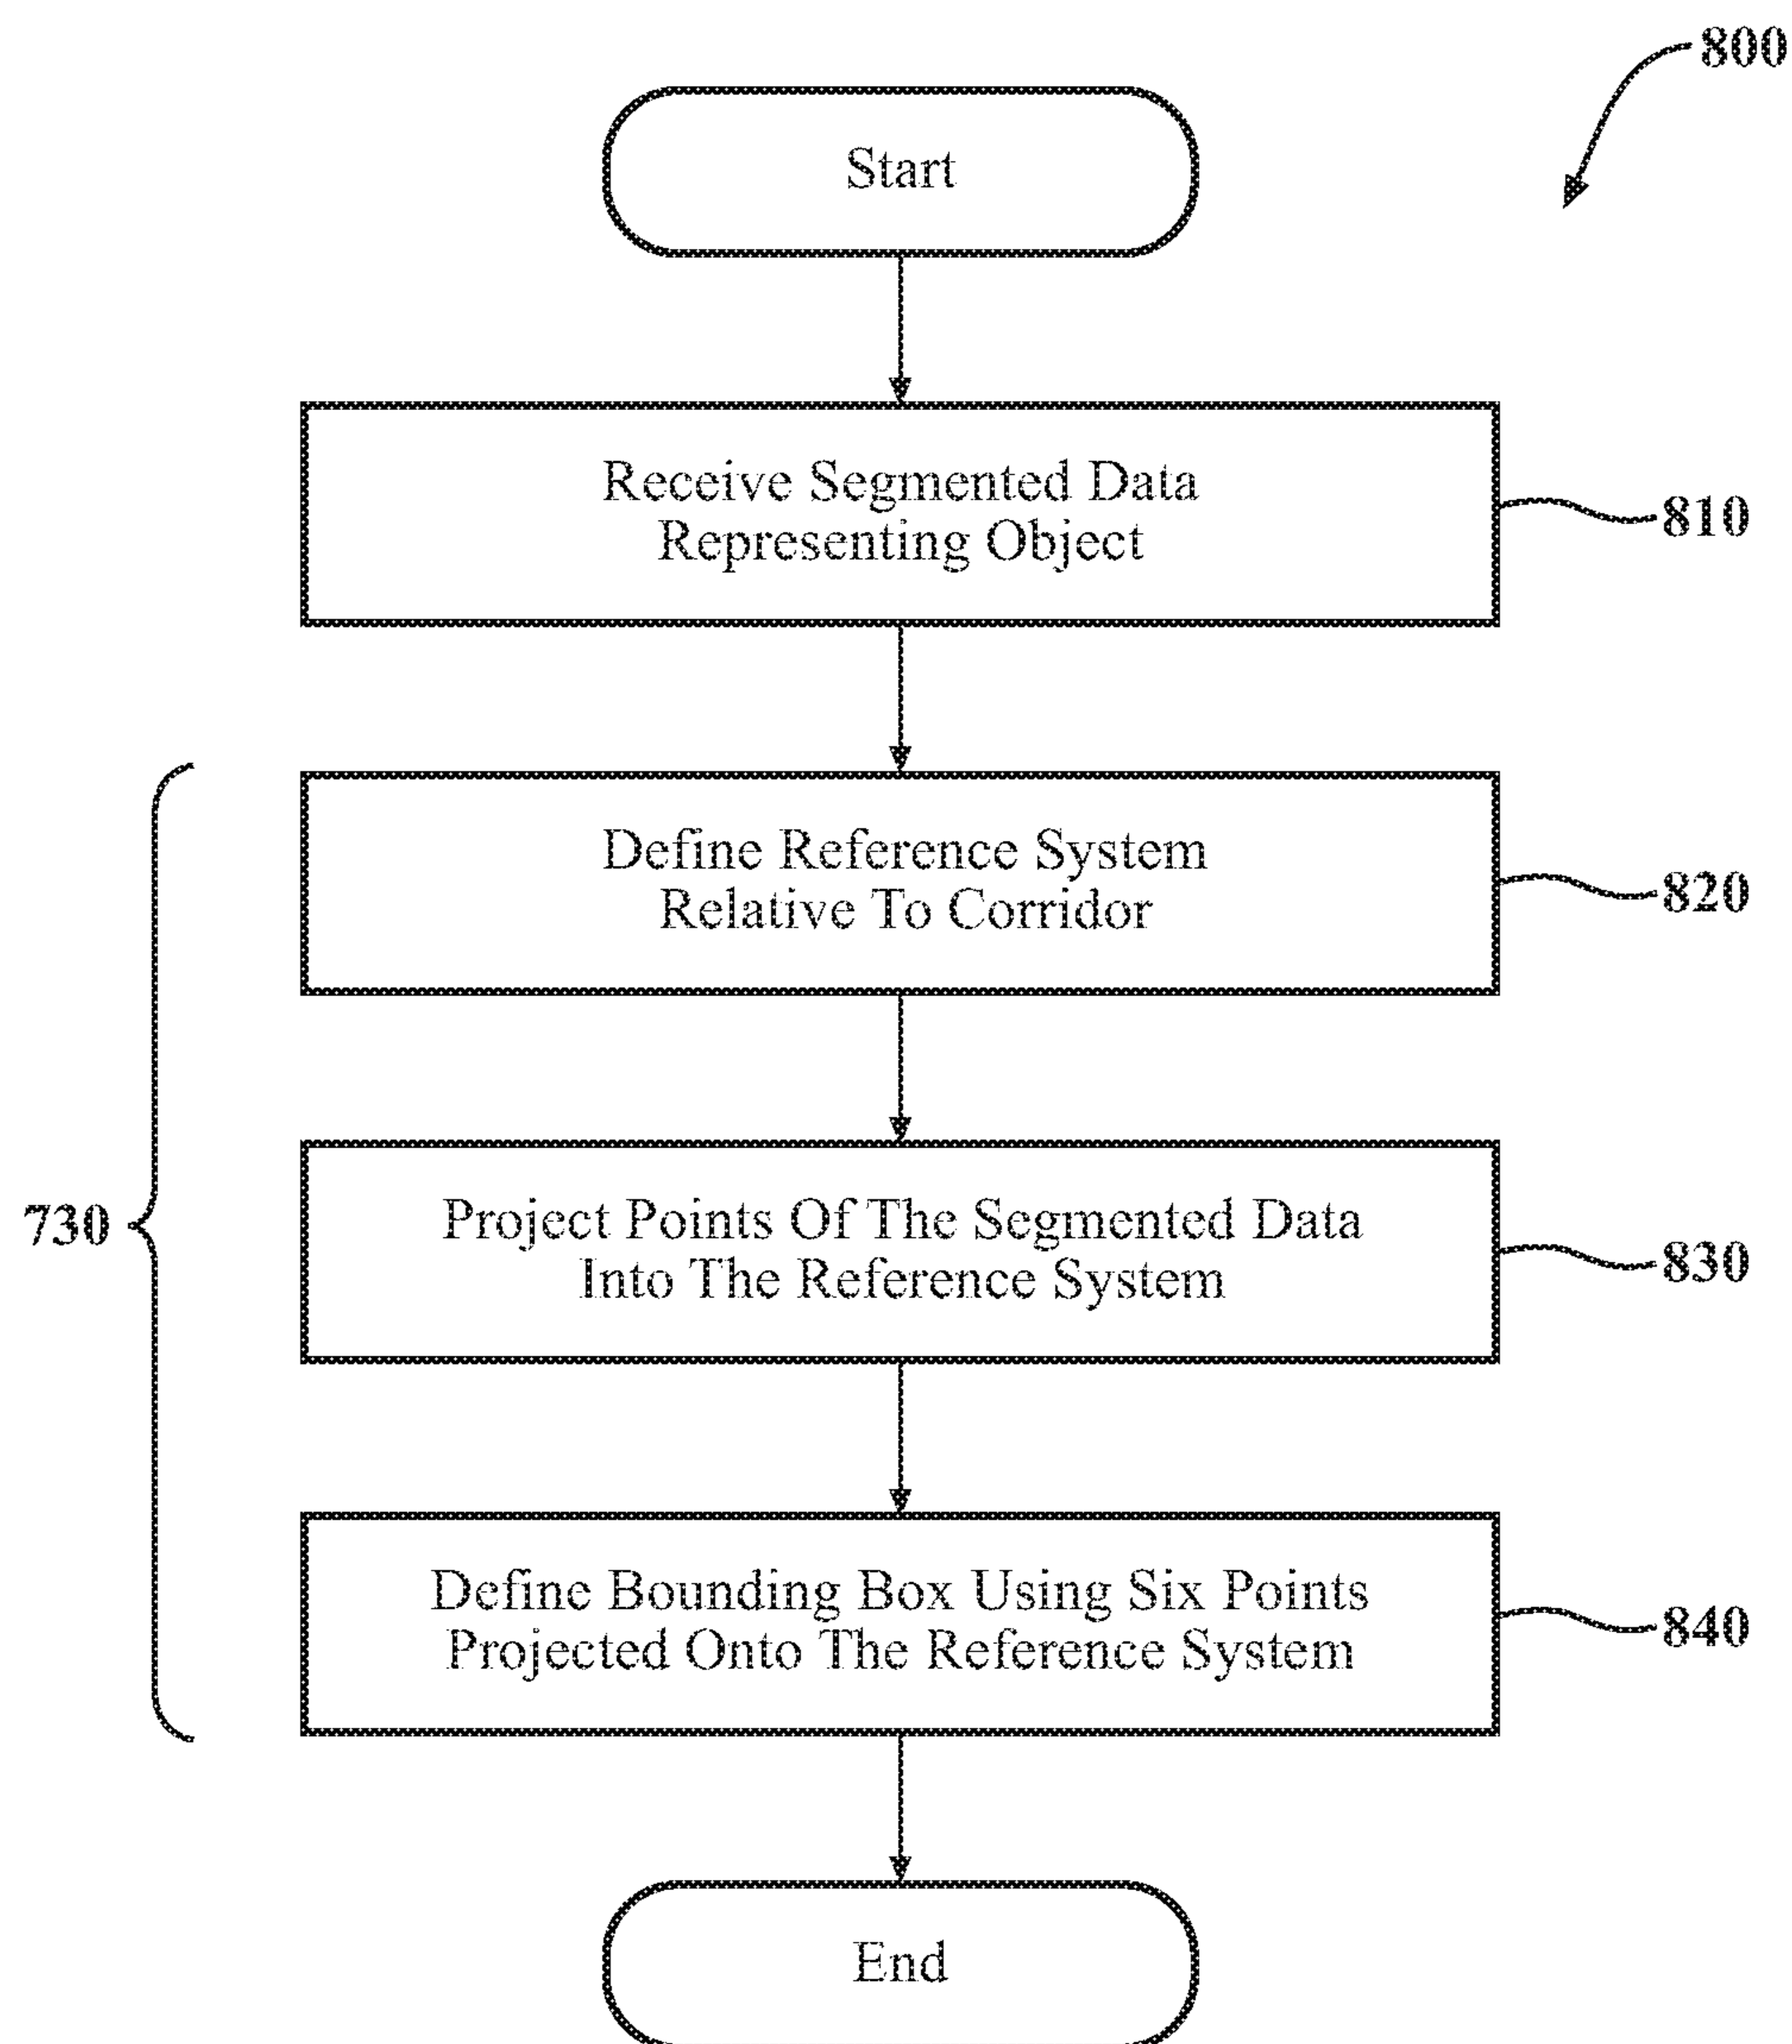 800
Start
Receive Segmented Data
Representing Object
810
Define Reference System
Relative To Corridor
820
730
Project Points Of The Segmented Data
Into The Reference System
830
Define Bounding Box Using Six Points
Projected Onto The Reference System
840
End